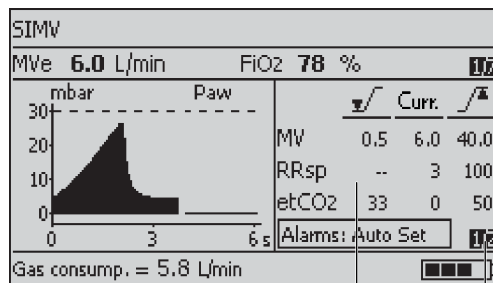 SIMV
MVe 6.0 L/min FiO2 78 %
mbar Paw
30
20
10
0
0 3 6 s
Curr.
MV 0.5 6.0 40.0
RRsp -- 3 100
etCO2 33 0 50
Alarms: Auto Set
Gas consump. = 5.8 L/min